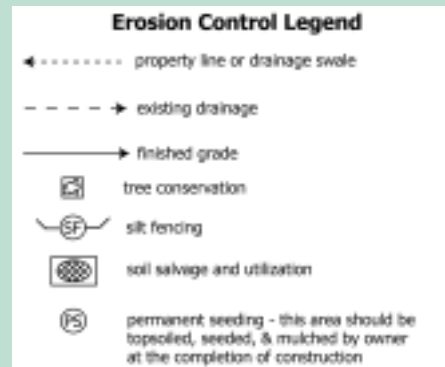 Erosion Control Legend
property line or drainage swale
existing drainage
finished grade
tree conservation
SF silt fencing
soil salvage and utilization
PS permanent seeding - this area should be
topsoiled, seeded, & mulched by owner
at the completion of construction